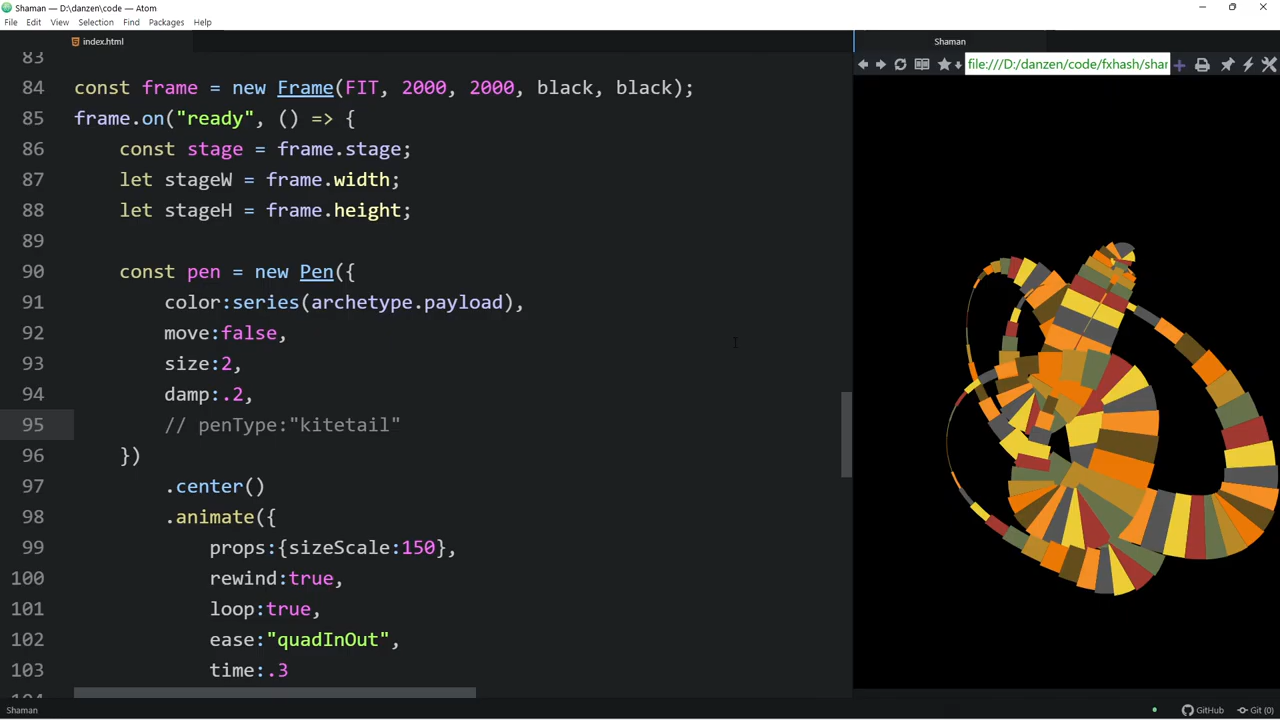 Shaman — D:\danzen\code — Atom
File Edit View Selection Find Packages Help
index.html
Shaman
file:///D:/danzen/code/fxhash/shar
83
84 const frame = new Frame(FIT, 2000, 2000, black, black);
85 frame.on("ready", () => {
86 const stage = frame.stage;
87 let stageW = frame.width;
88 let stageH = frame.height;
89
90 const pen = new Pen({
91 color:series(archetype.payload),
92 move:false,
93 size:2,
94 damp:.2,
95 // penType:"kitetail"
96 })
97 .center()
98 .animate({
99 props:{sizeScale:150},
100 rewind:true,
101 loop:true,
102 ease:"quadInOut",
103 time:.3
Shaman
GitHub Git (0)